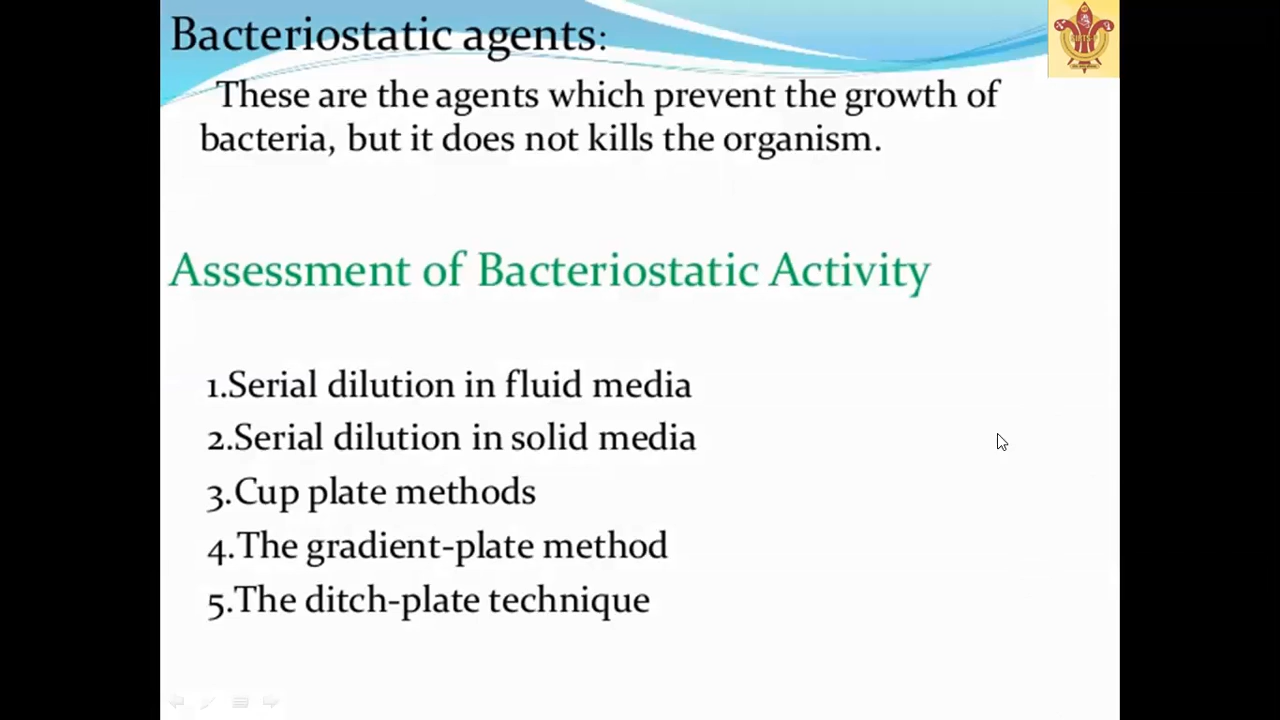 Bacteriostatic agents:
These are the agents which prevent the growth of
bacteria, but it does not kills the organism.
Assessment of Bacteriostatic Activity
1.Serial dilution in fluid media
2.Serial dilution in solid media
3.Cup plate methods
4.The gradient-plate method
5.The ditch-plate technique